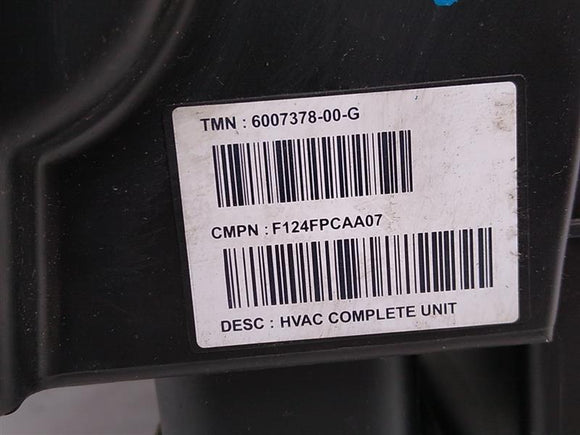 TMN : 6007378-00-G
CMPN : F124FPCAA07
DESC : HVAC COMPLETE UNIT